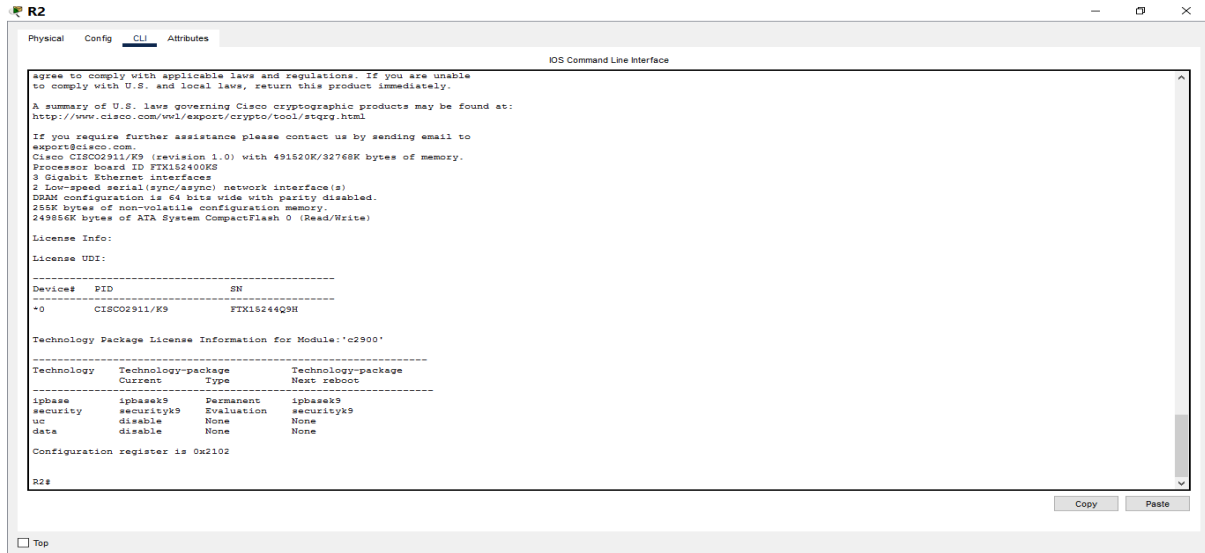 R2
Physical Config CLI Attributes
IOS Command Line Interface
agree to comply with applicable laws and regulations. If you are unable
to comply with U.S. and local laws, return this product immediately.
A summary of U.S. laws governing Cisco cryptographic products may be found at:
http://www.cisco.com/wwl/export/crypto/tool/stqrg.html
If you require further assistance please contact us by sending email to
export@cisco.com.
Cisco CISCO2911/K9 (revision 1.0) with 491520K/32768K bytes of memory.
Processor board ID FTX152400KS
3 Gigabit Ethernet interfaces
2 Low-speed serial(sync/async) network interface(s)
DRAM configuration is 64 bits wide with parity disabled.
255K bytes of non-volatile configuration memory.
249856K bytes of ATA System CompactFlash 0 (Read/Write)
License Info:
License UDI:
-------------------------------------------------
Device# PID SN
-------------------------------------------------
*0 CISCO2911/K9 FTX15244Q9H
Technology Package License Information for Module:'c2900'
----------------------------------------------------------------
Technology Technology-package Technology-package
Current Type Next reboot
-----------------------------------------------------------------
ipbase ipbasek9 Permanent ipbasek9
security securityk9 Evaluation securityk9
uc disable None None
data disable None None
Configuration register is 0x2102
R2#
Copy Paste
Top